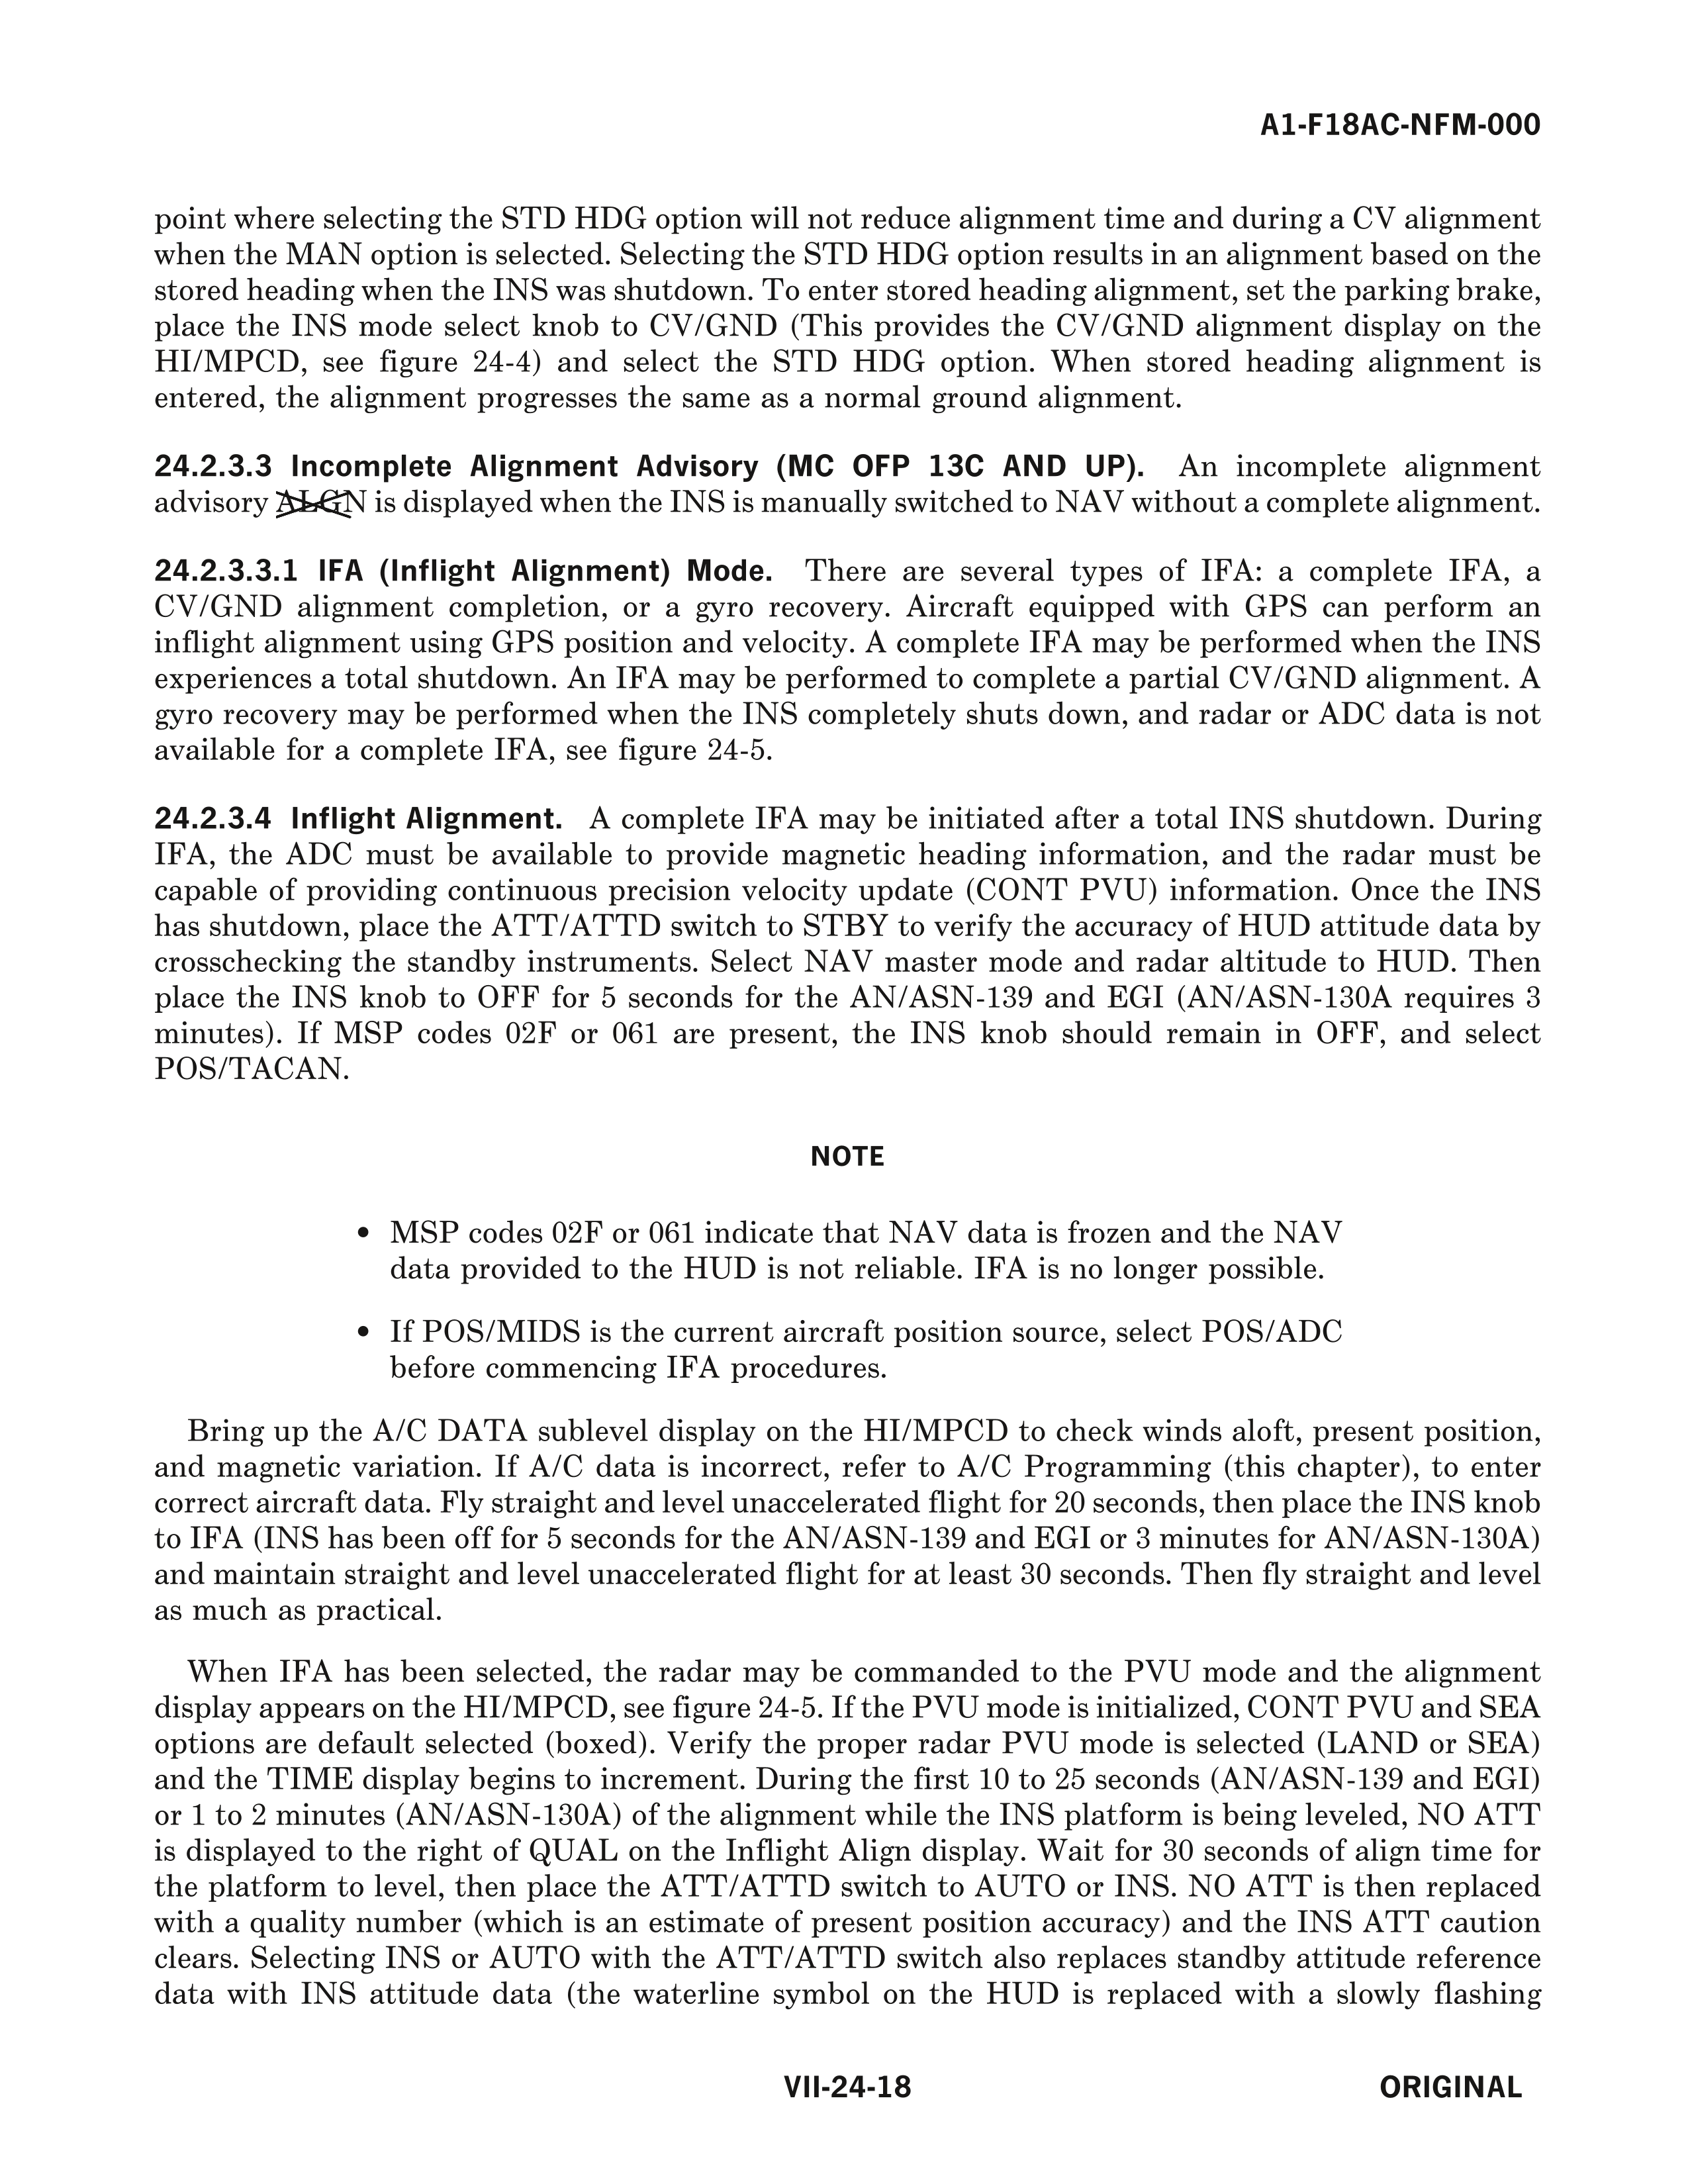 A1-F18AC-NFM-000
point where selecting the STD HDG option will not reduce alignment time and during a CV alignment
when the MAN option is selected. Selecting the STD HDG option results in an alignment based on the
stored heading when the INS was shutdown. To enter stored heading alignment, set the parking brake,
place the INS mode select knob to CV/GND (This provides the CV/GND alignment display on the
HI/MPCD, see figure 24-4) and select the STD HDG option. When stored heading alignment is
entered, the alignment progresses the same as a normal ground alignment.
24.2.3.3 Incomplete Alignment Advisory (MC OFP 13C AND UP). An incomplete alignment
advisory ALGN is displayed when the INS is manually switched to NAV without a complete alignment.
24.2.3.3.1 IFA (Inflight Alignment) Mode. There are several types of IFA: a complete IFA, a
CV/GND alignment completion, or a gyro recovery. Aircraft equipped with GPS can perform an
inflight alignment using GPS position and velocity. A complete IFA may be performed when the INS
experiences a total shutdown. An IFA may be performed to complete a partial CV/GND alignment. A
gyro recovery may be performed when the INS completely shuts down, and radar or ADC data is not
available for a complete IFA, see figure 24-5.
24.2.3.4 Inflight Alignment. A complete IFA may be initiated after a total INS shutdown. During
IFA, the ADC must be available to provide magnetic heading information, and the radar must be
capable of providing continuous precision velocity update (CONT PVU) information. Once the INS
has shutdown, place the ATT/ATTD switch to STBY to verify the accuracy of HUD attitude data by
crosschecking the standby instruments. Select NAV master mode and radar altitude to HUD. Then
place the INS knob to OFF for 5 seconds for the AN/ASN-139 and EGI (AN/ASN-130A requires 3
minutes). If MSP codes 02F or 061 are present, the INS knob should remain in OFF, and select
POS/TACAN.
NOTE
• MSP codes 02F or 061 indicate that NAV data is frozen and the NAV
data provided to the HUD is not reliable. IFA is no longer possible.
• If POS/MIDS is the current aircraft position source, select POS/ADC
before commencing IFA procedures.
Bring up the A/C DATA sublevel display on the HI/MPCD to check winds aloft, present position,
and magnetic variation. If A/C data is incorrect, refer to A/C Programming (this chapter), to enter
correct aircraft data. Fly straight and level unaccelerated flight for 20 seconds, then place the INS knob
to IFA (INS has been off for 5 seconds for the AN/ASN-139 and EGI or 3 minutes for AN/ASN-130A)
and maintain straight and level unaccelerated flight for at least 30 seconds. Then fly straight and level
as much as practical.
When IFA has been selected, the radar may be commanded to the PVU mode and the alignment
display appears on the HI/MPCD, see figure 24-5. If the PVU mode is initialized, CONT PVU and SEA
options are default selected (boxed). Verify the proper radar PVU mode is selected (LAND or SEA)
and the TIME display begins to increment. During the first 10 to 25 seconds (AN/ASN-139 and EGI)
or 1 to 2 minutes (AN/ASN-130A) of the alignment while the INS platform is being leveled, NO ATT
is displayed to the right of QUAL on the Inflight Align display. Wait for 30 seconds of align time for
the platform to level, then place the ATT/ATTD switch to AUTO or INS. NO ATT is then replaced
with a quality number (which is an estimate of present position accuracy) and the INS ATT caution
clears. Selecting INS or AUTO with the ATT/ATTD switch also replaces standby attitude reference
data with INS attitude data (the waterline symbol on the HUD is replaced with a slowly flashing
VII-24-18
ORIGINAL